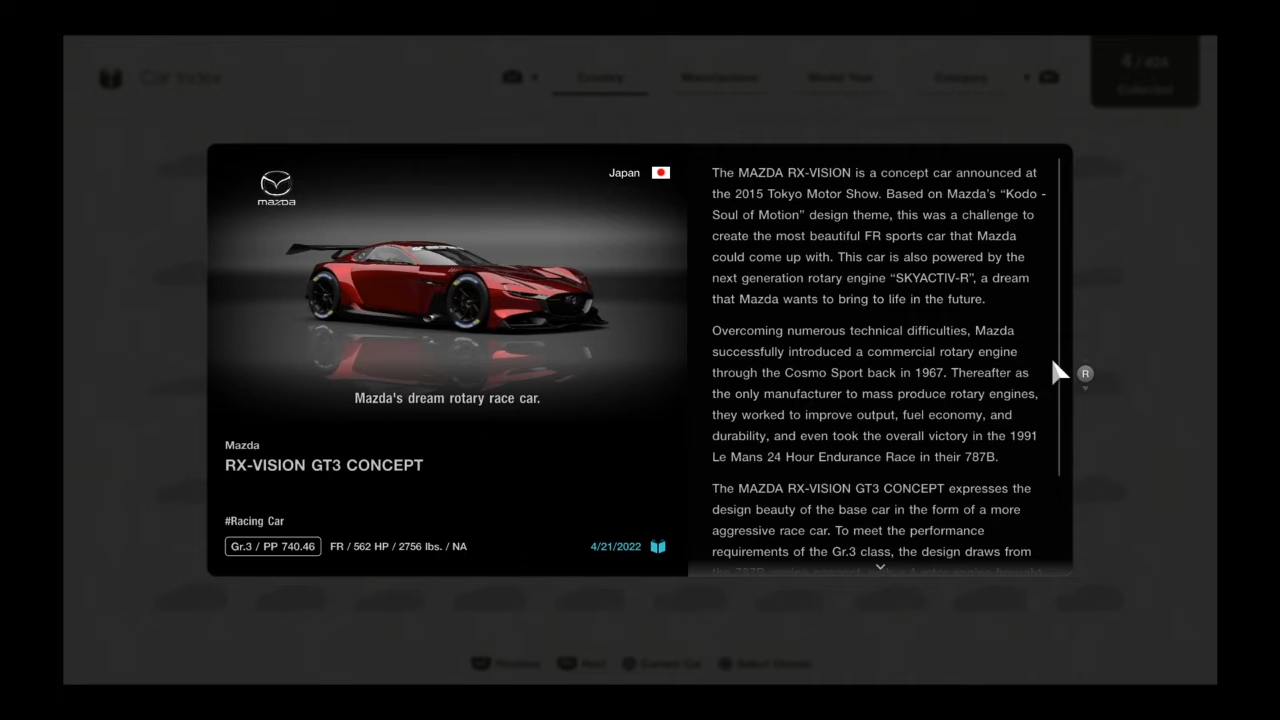 Car Index
Country
Manufacturers
Model Year
Category
4 / 424
Collected
mazda
Japan
Mazda's dream rotary race car.
Mazda
RX-VISION GT3 CONCEPT
#Racing Car
Gr.3 / PP 740.46
FR / 562 HP / 2756 lbs. / NA
4/21/2022
The MAZDA RX-VISION is a concept car announced at
the 2015 Tokyo Motor Show. Based on Mazda's “Kodo -
Soul of Motion” design theme, this was a challenge to
create the most beautiful FR sports car that Mazda
could come up with. This car is also powered by the
next generation rotary engine “SKYACTIV-R”, a dream
that Mazda wants to bring to life in the future.
Overcoming numerous technical difficulties, Mazda
successfully introduced a commercial rotary engine
through the Cosmo Sport back in 1967. Thereafter as
the only manufacturer to mass produce rotary engines,
they worked to improve output, fuel economy, and
durability, and even took the overall victory in the 1991
Le Mans 24 Hour Endurance Race in their 787B.
The MAZDA RX-VISION GT3 CONCEPT expresses the
design beauty of the base car in the form of a more
aggressive race car. To meet the performance
requirements of the Gr.3 class, the design draws from
R
Previous
Next
Current Car